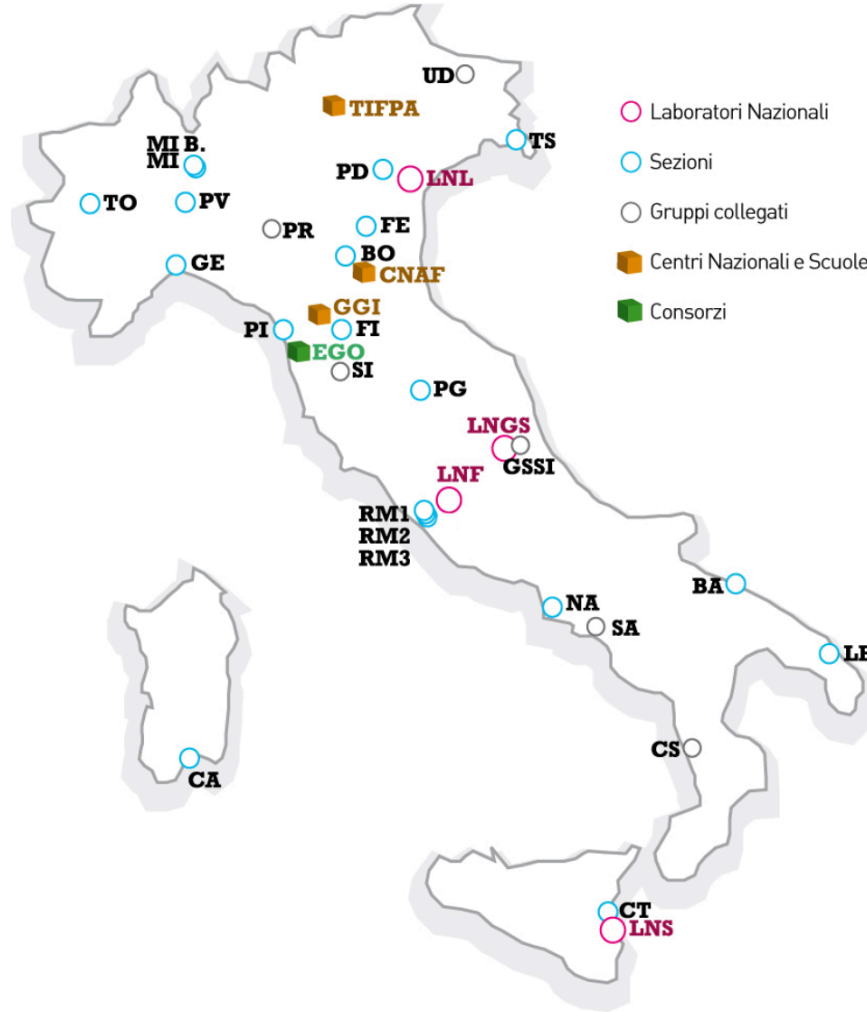 UD
TIFPA
Laboratori Nazionali
MI B.
TS
MI
PD
LNL
Sezioni
TO
PV
PR
FE
Gruppi collegati
BO
GE
CNAF
Centri Nazionali e Scuole
GGI
Consorzi
PI
FI
EGO
SI
PG
LNGS
GSSI
LNF
RM1
RM2
RM3
BA
NA
SA
LE
CS
CA
CT
LNS